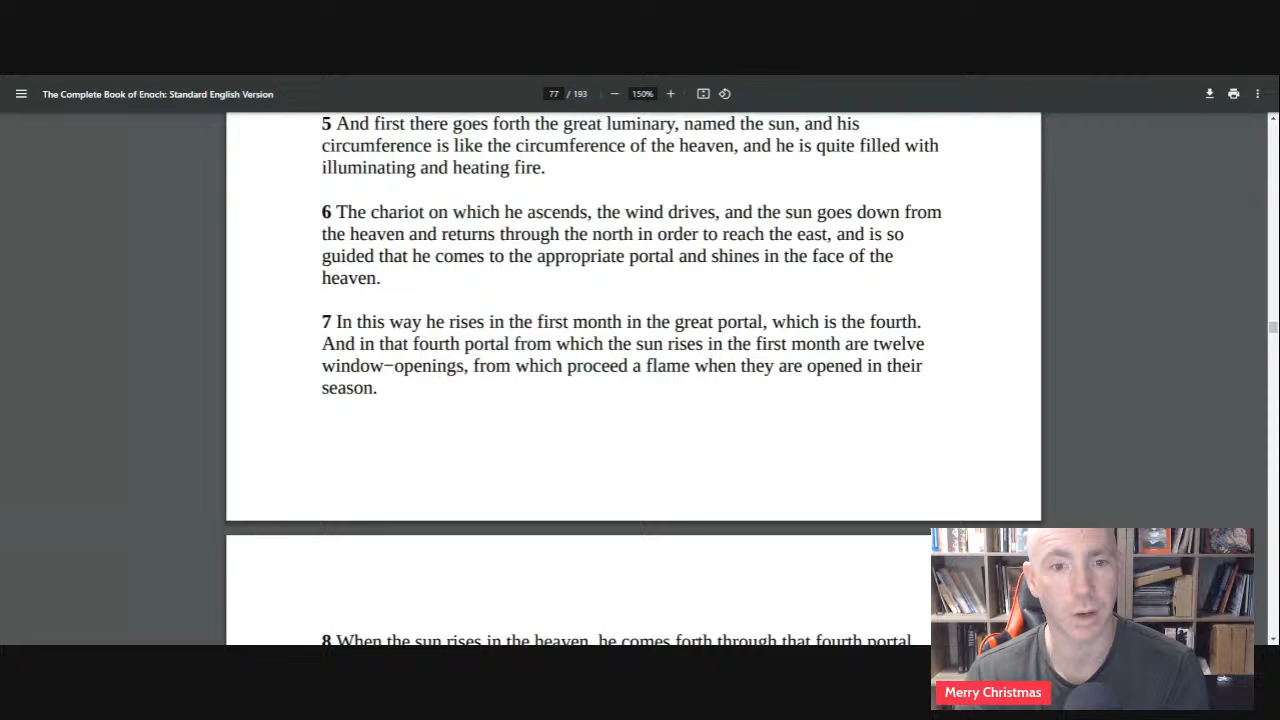 The Complete Book of Enoch: Standard English Version
77 / 193
150%
5 And first there goes forth the great luminary, named the sun, and his
circumference is like the circumference of the heaven, and he is quite filled with
illuminating and heating fire.
6 The chariot on which he ascends, the wind drives, and the sun goes down from
the heaven and returns through the north in order to reach the east, and is so
guided that he comes to the appropriate portal and shines in the face of the
heaven.
7 In this way he rises in the first month in the great portal, which is the fourth.
And in that fourth portal from which the sun rises in the first month are twelve
window−openings, from which proceed a flame when they are opened in their
season.
8 When the sun rises in the heaven, he comes forth through that fourth portal
Merry Christmas